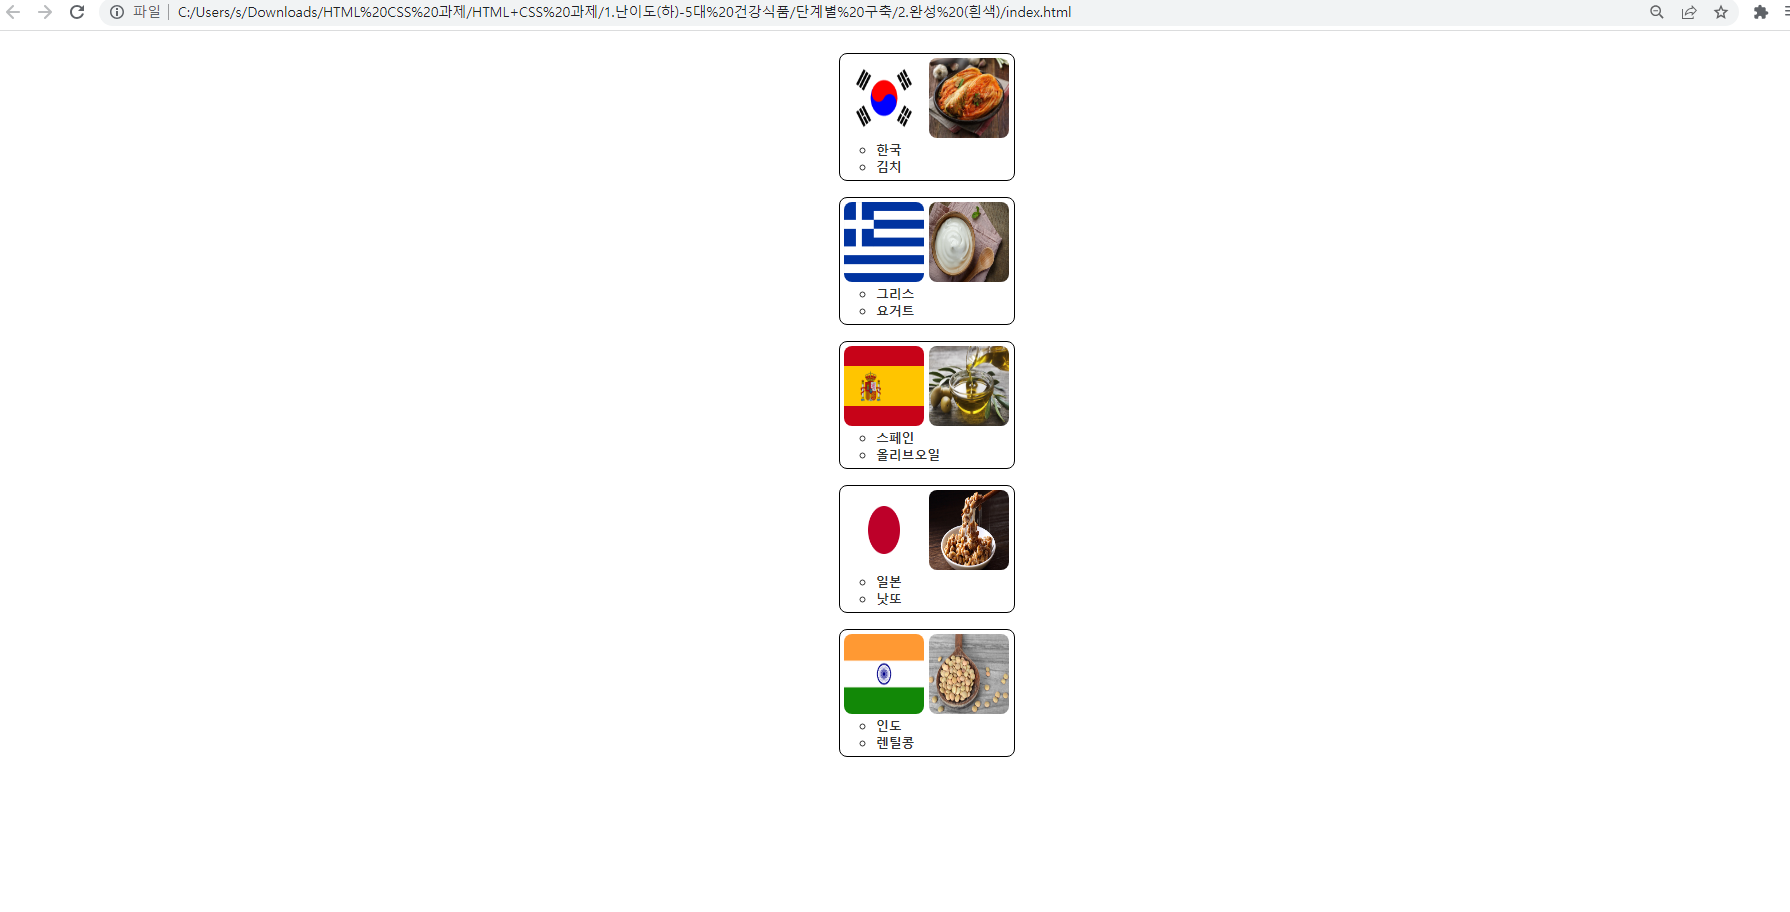 파일 C:/Users/s/Downloads/HTML%20CSS%20과제/HTML+CSS%20과제/1.난이도(하)-5대%20건강식품/단계별%20구축/2.완성%20(흰색)/index.html
한국
김치
그리스
요거트
스페인
올리브오일
일본
낫또
인도
렌틸콩